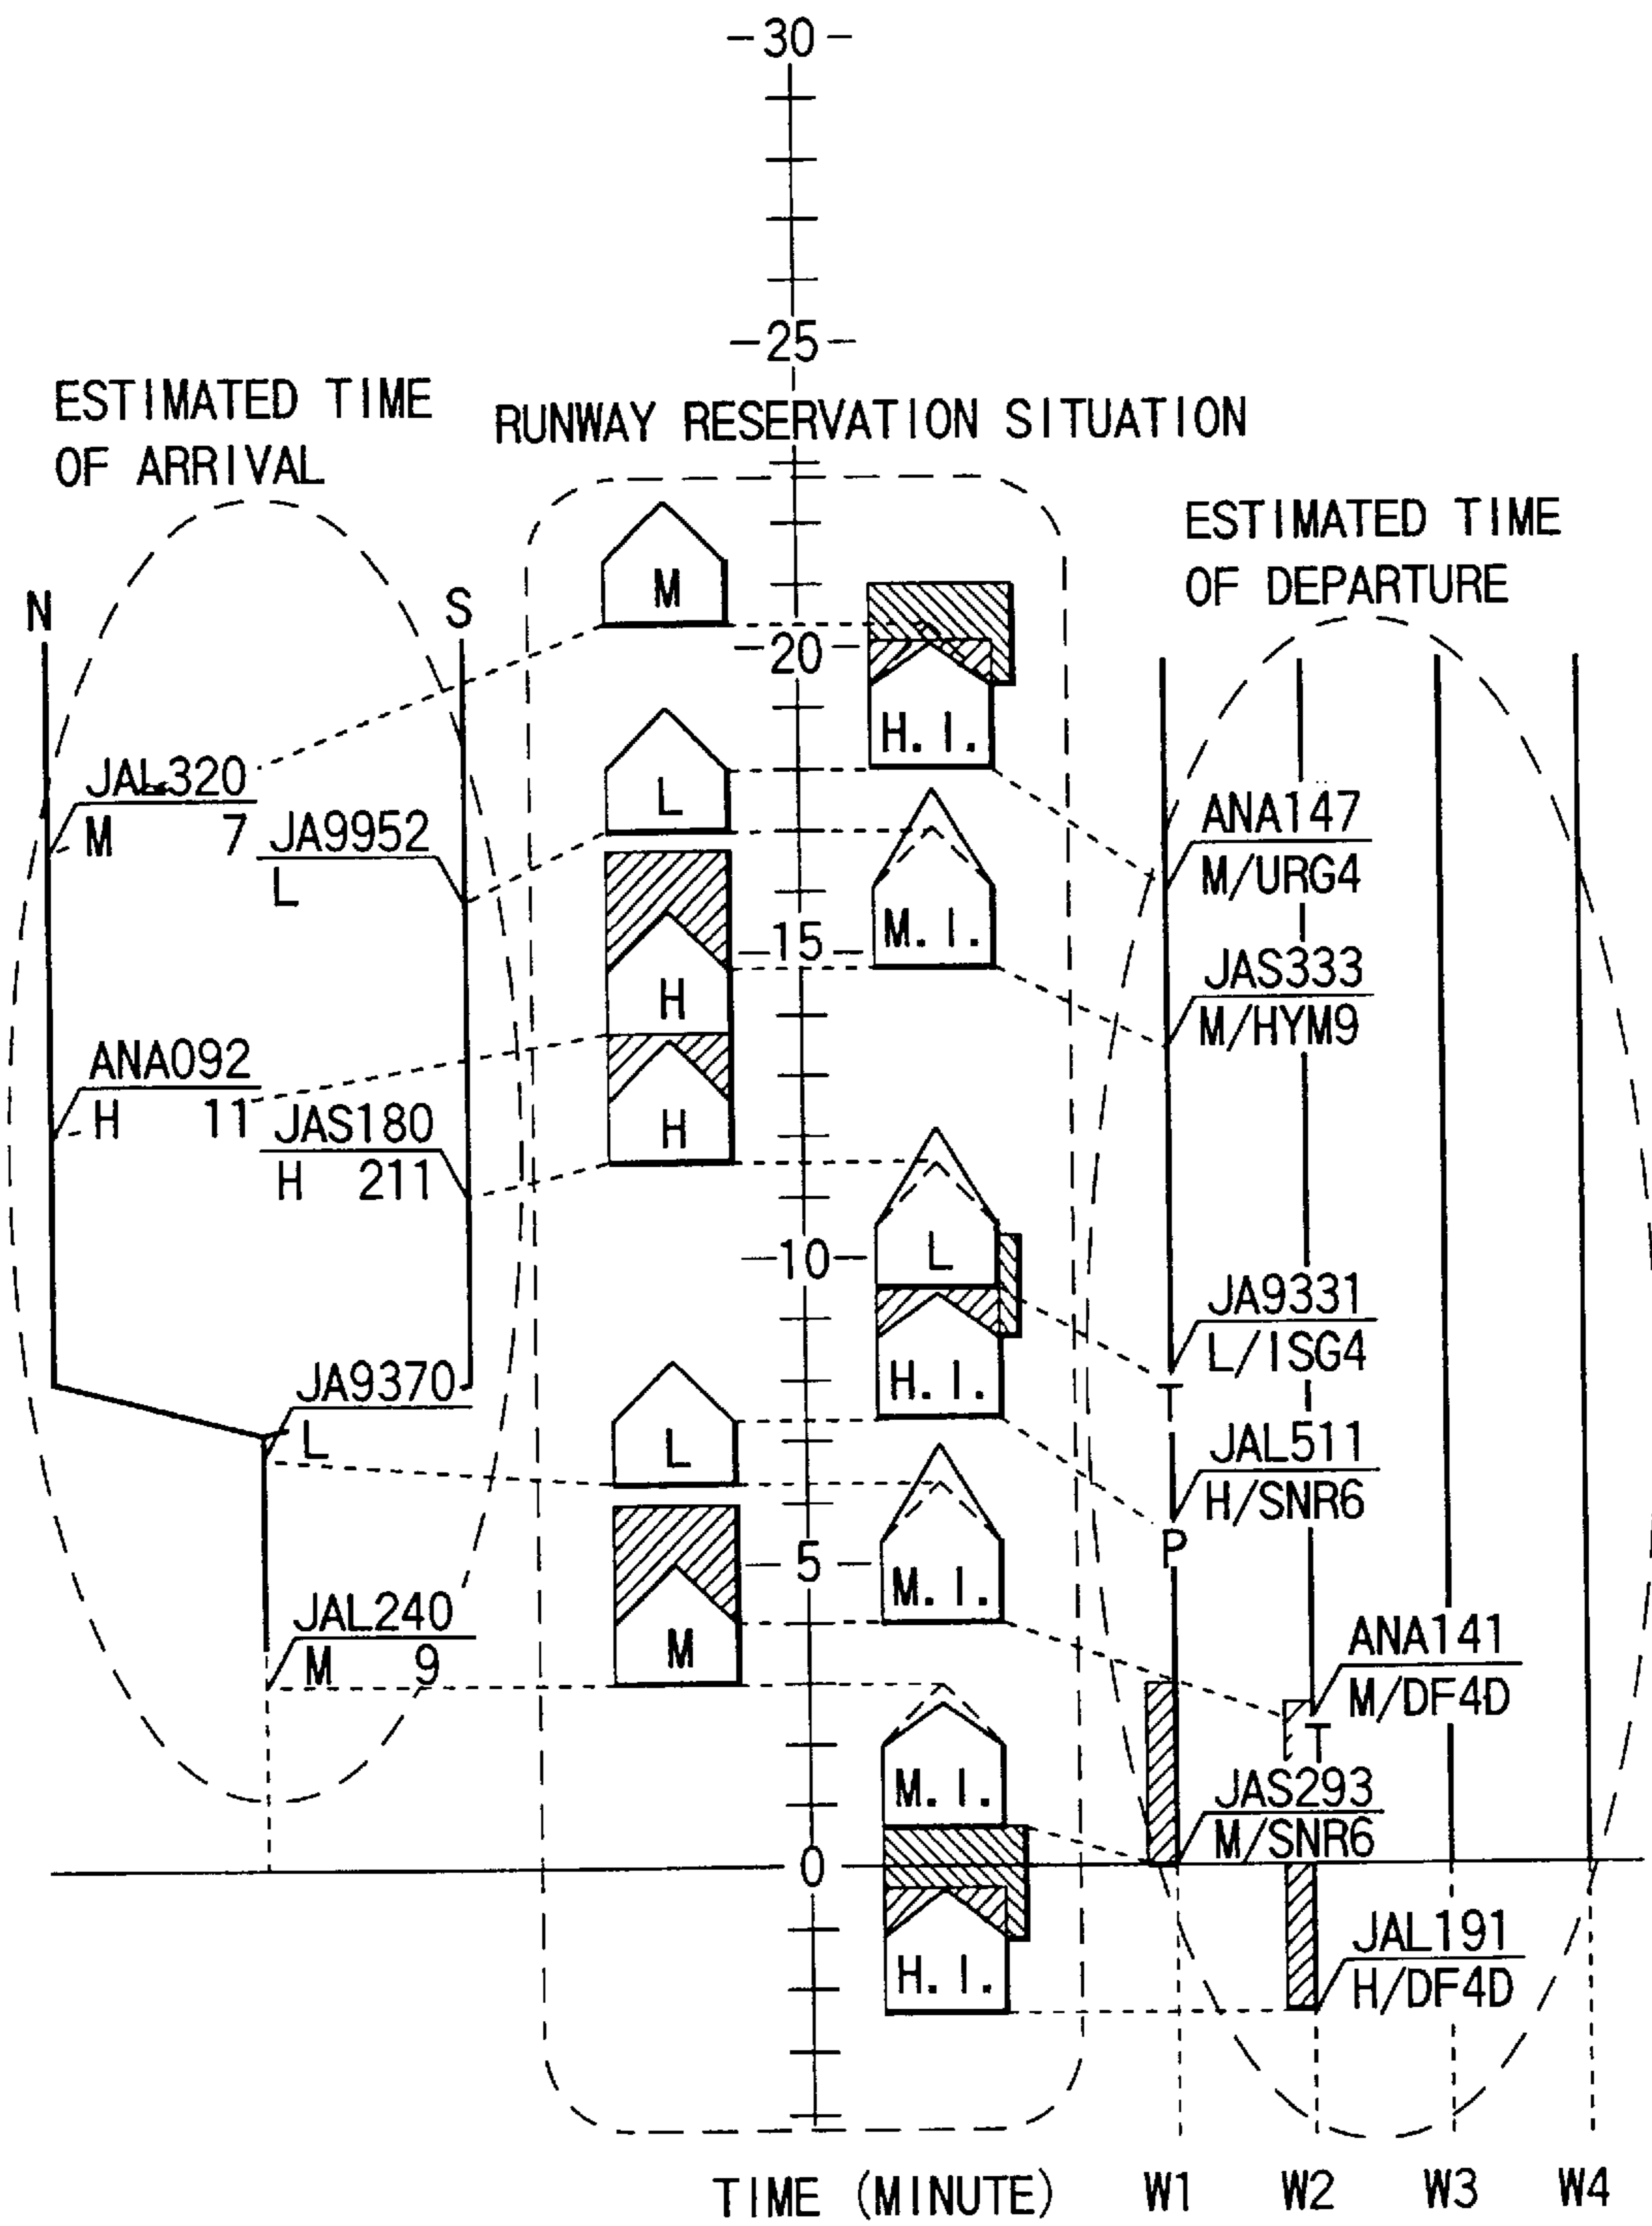 -30-
-25-
ESTIMATED TIME
OF ARRIVAL
RUNWAY RESERVATION SITUATION
ESTIMATED TIME
OF DEPARTURE
N
S
M
-20-
H. I.
JAL320
M 7
JA9952
L
L
ANA147
M/URG4
M. I.
-15-
H
JAS333
M/HYM9
ANA092
H 11
JAS180
H 211
H
L
-10-
JA9331
L/ISG4
T
H. I.
JA9370
L
L
JAL511
H/SNR6
P
-5-
M. I.
JAL240
M 9
M
ANA141
M/DF4D
T
M. I.
JAS293
M/SNR6
0
H. I.
JAL191
H/DF4D
TIME (MINUTE)
W1 W2 W3 W4